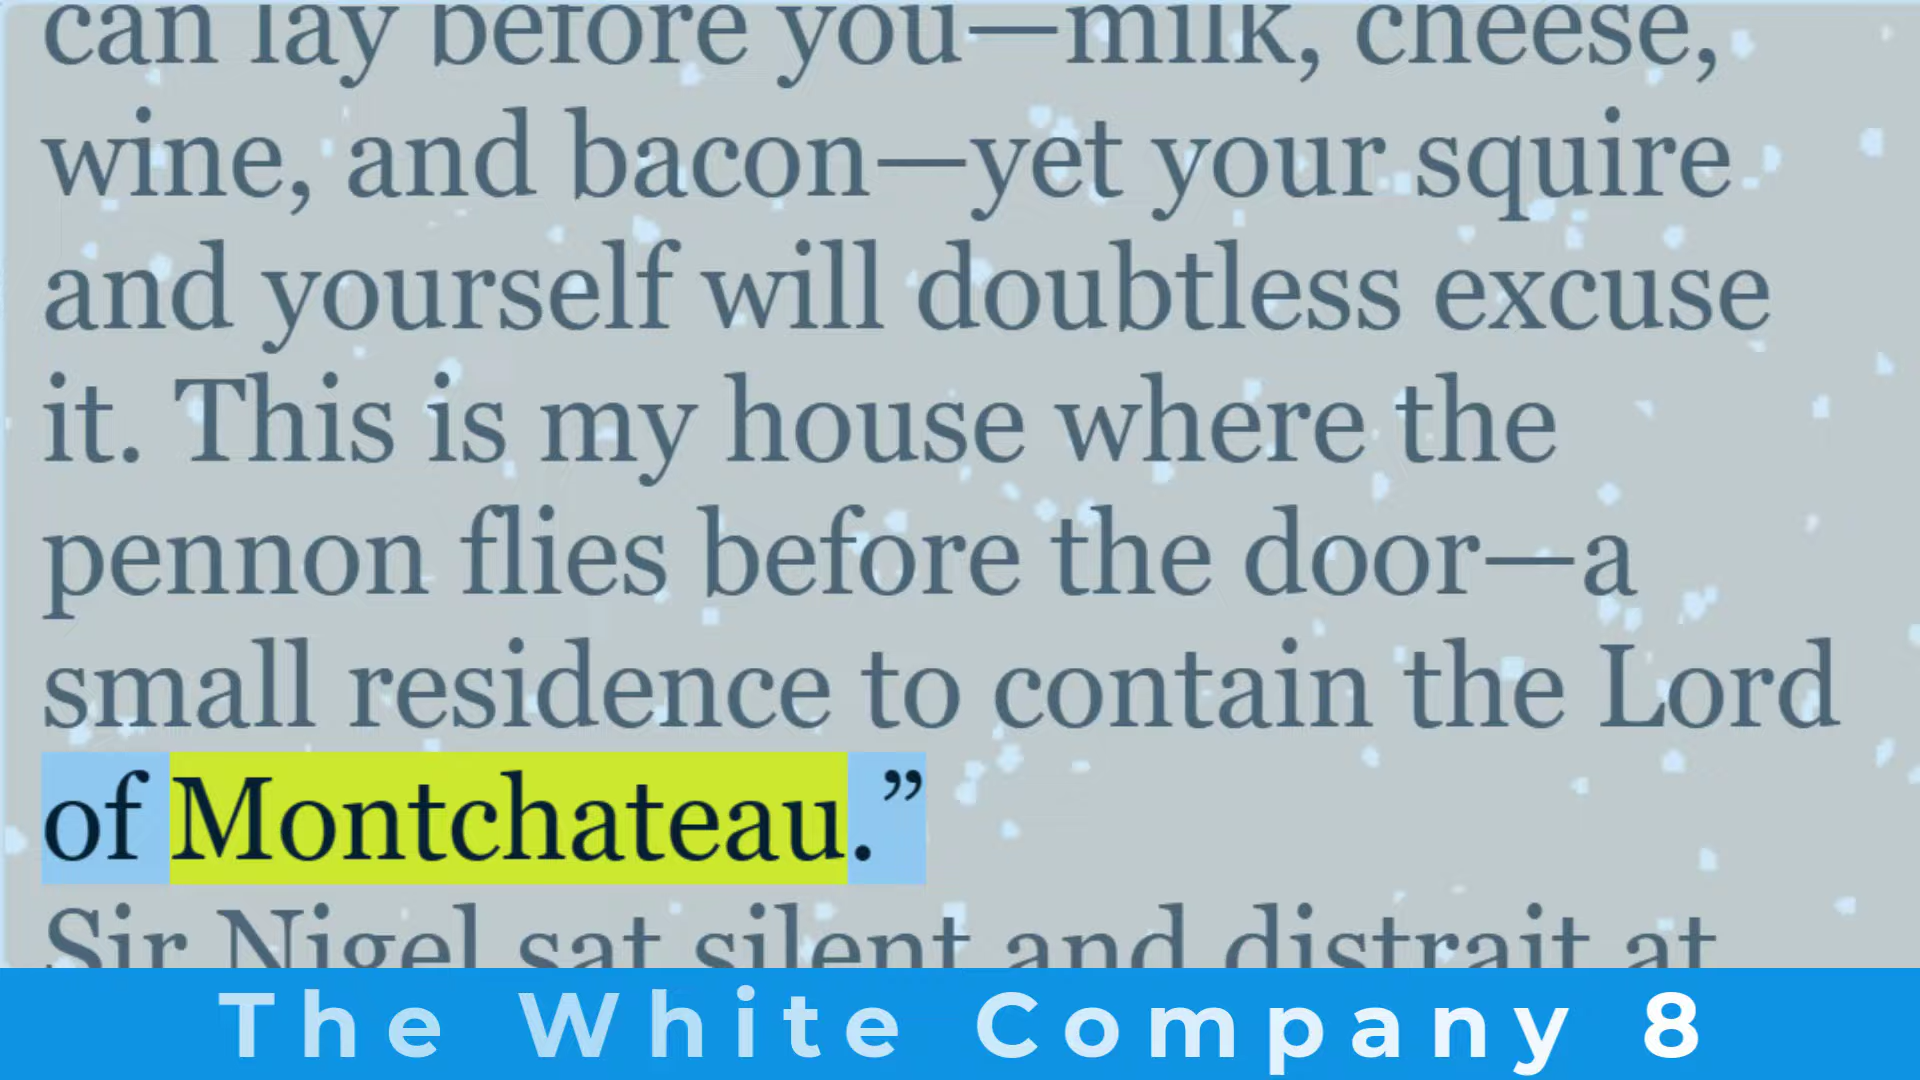 can lay before you—milk, cheese,
wine, and bacon—yet your squire
and yourself will doubtless excuse
it. This is my house where the
pennon flies before the door—a
small residence to contain the Lord
of Montchateau.”
Sir Nigel sat silent and distrait at
The White Company 8